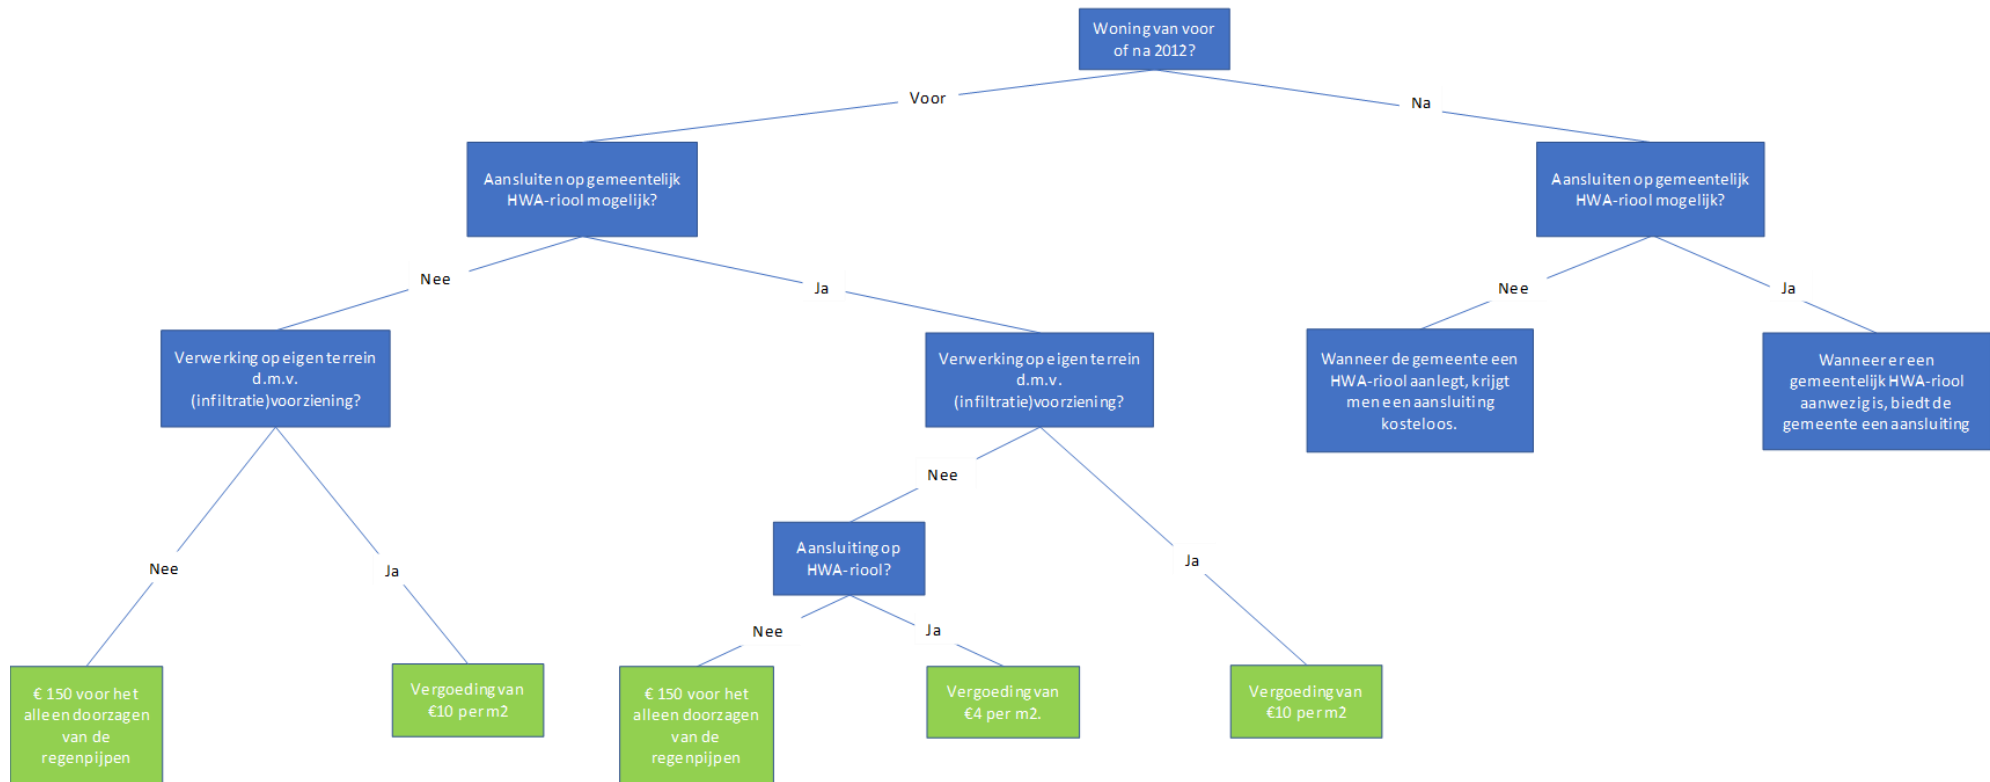 Woning van voor
of na 2012?
Voor
Na
Aansluiten op gemeentelijk
HWA-riool mogelijk?
Aansluiten op gemeentelijk
HWA-riool mogelijk?
Nee
Ja
Nee
Ja
Verwerking op eigen terrein
d.m.v.
(infiltratie)voorziening?
Verwerking op eigen terrein
d.m.v.
(infiltratie)voorziening?
Wanneer de gemeente een
HWA-riool aanlegt, krijgt
men een aansluiting
kosteloos.
Wanneer er een
gemeentelijk HWA-riool
aanwezig is, biedt de
gemeente een aansluiting
Nee
Aansluiting op
HWA-riool?
Nee
Ja
Ja
Nee
Ja
€ 150 voor het
alleen doorzagen
van de
regenpijpen
Vergoeding van
€10 per m2
€ 150 voor het
alleen doorzagen
van de
regenpijpen
Vergoeding van
€4 per m2.
Vergoeding van
€10 per m2